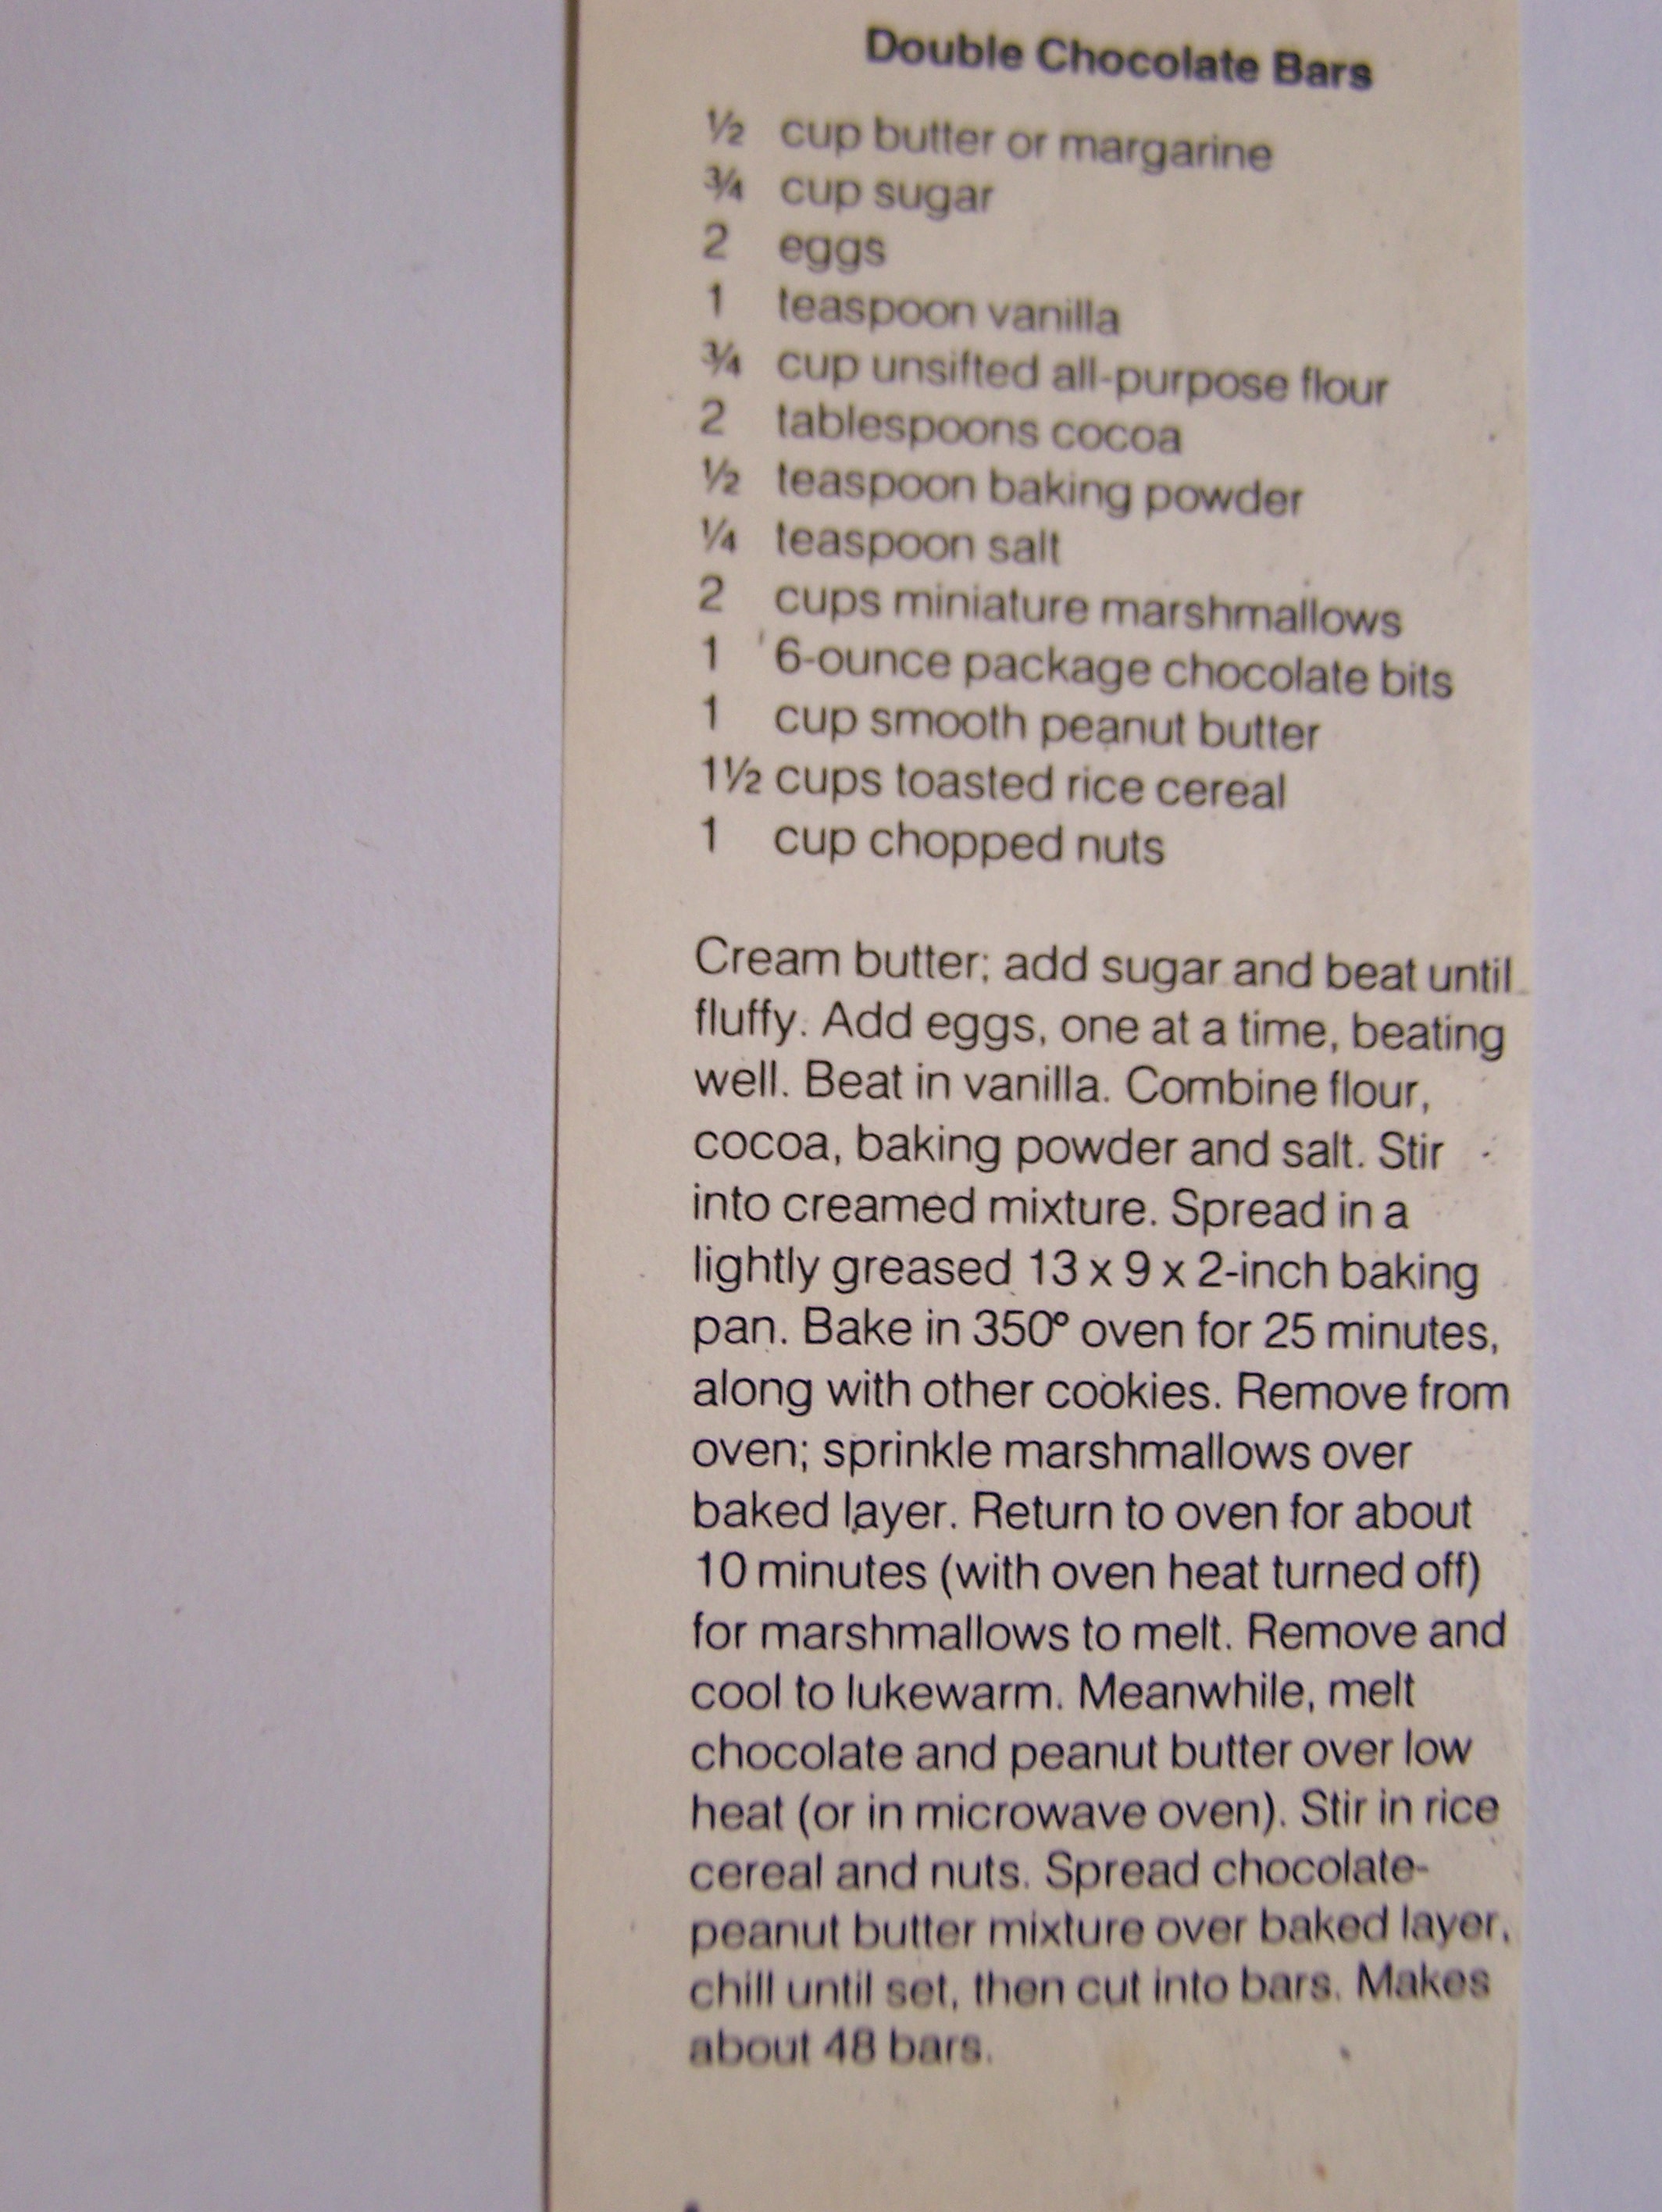 Double Chocolate Bars
½ cup butter or margarine
¾ cup sugar
2 eggs
1 teaspoon vanilla
¾ cup unsifted all-purpose flour
2 tablespoons cocoa
½ teaspoon baking powder
¼ teaspoon salt
2 cups miniature marshmallows
1 6-ounce package chocolate bits
1 cup smooth peanut butter
1½ cups toasted rice cereal
1 cup chopped nuts
Cream butter; add sugar and beat until
fluffy. Add eggs, one at a time, beating
well. Beat in vanilla. Combine flour,
cocoa, baking powder and salt. Stir
into creamed mixture. Spread in a
lightly greased 13 x 9 x 2-inch baking
pan. Bake in 350° oven for 25 minutes,
along with other cookies. Remove from
oven; sprinkle marshmallows over
baked layer. Return to oven for about
10 minutes (with oven heat turned off)
for marshmallows to melt. Remove and
cool to lukewarm. Meanwhile, melt
chocolate and peanut butter over low
heat (or in microwave oven). Stir in rice
cereal and nuts. Spread chocolate-
peanut butter mixture over baked layer,
chill until set, then cut into bars. Makes
about 48 bars.